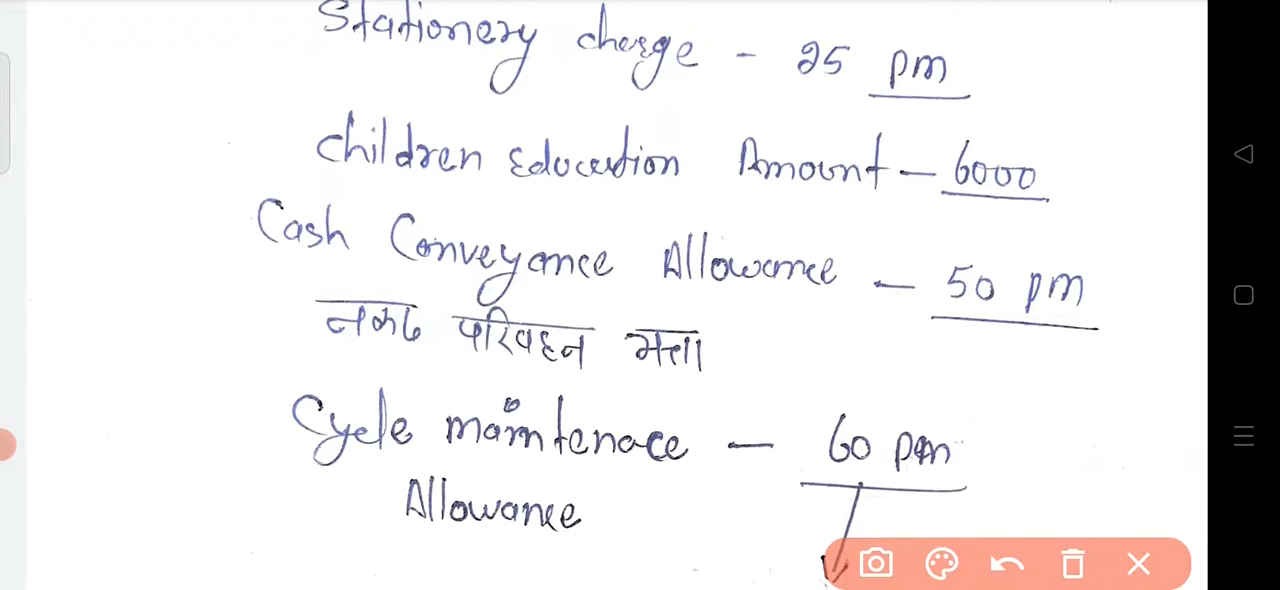 Stationery charge - 25 pm
Children Education Amount - 6000
Cash Conveyance Allowance - 50 pm
नकद परिवहन भत्ता
Cycle maintenace - 60 pm
Allowance